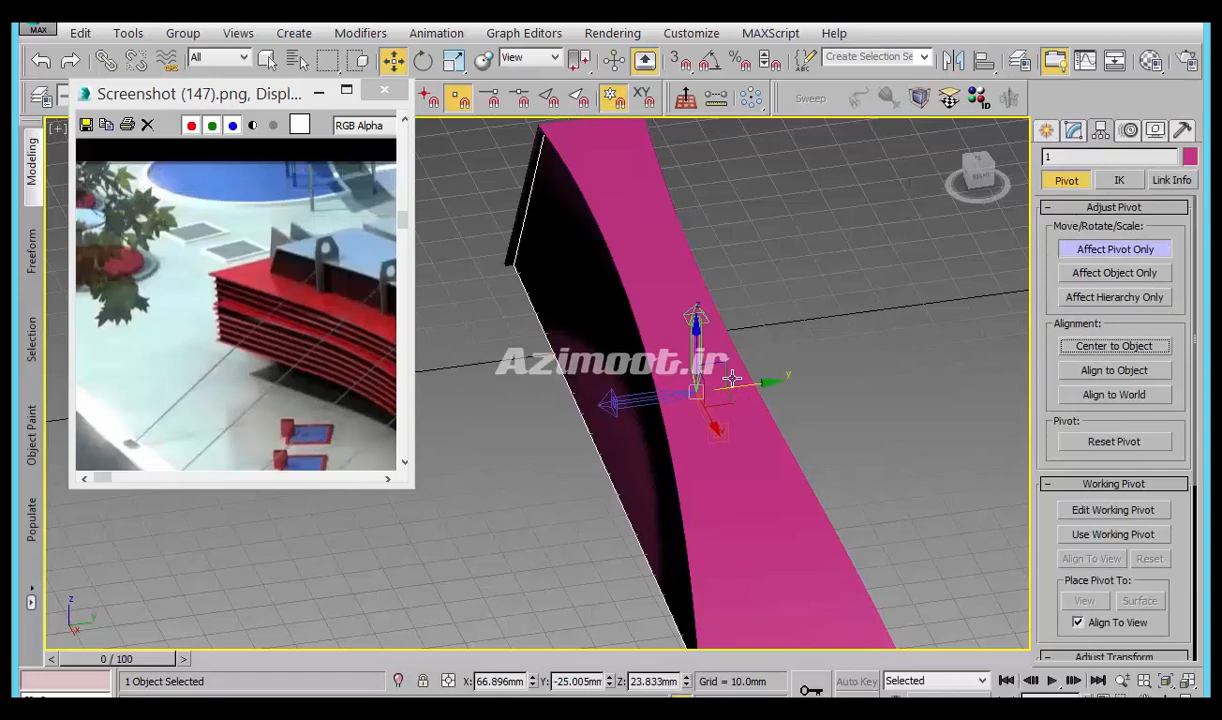 MAX
Edit Tools Group Views Create Modifiers Animation Graph Editors Rendering Customize MAXScript Help
All
View
Create Selection Se
Screenshot (147).png, Displ...
XY
Sweep
RGB Alpha
[+]
Modeling
Freeform
Selection
Object Paint
Populate
RIGHT
z
y
Azimoot.ir
z
y
x
1
Pivot IK Link Info
Adjust Pivot
Move/Rotate/Scale:
Affect Pivot Only
Affect Object Only
Affect Hierarchy Only
Alignment:
Center to Object
Align to Object
Align to World
Pivot:
Reset Pivot
Working Pivot
Edit Working Pivot
Use Working Pivot
Align To View Reset
Place Pivot To:
View Surface
Align To View
Adjust Transform
< 0 / 100 >
1 Object Selected
X: 66.896mm Y: -25.005mm Z: 23.833mm Grid = 10.0mm
Auto Key Selected